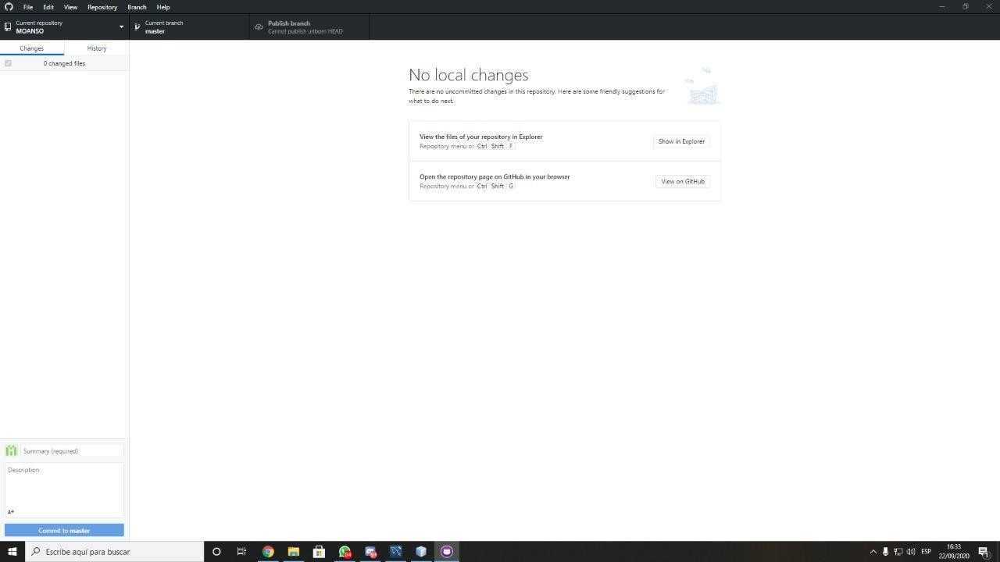 File Edit View Repository Branch Help
Current repository
MOANSO
Current branch
master
Publish branch
Cannot publish unborn HEAD
Changes History
0 changed files
No local changes
There are no uncommitted changes in this repository. Here are some friendly suggestions for
what to do next.
View the files of your repository in Explorer
Repository menu or Ctrl Shift F
Show in Explorer
Open the repository page on GitHub in your browser
Repository menu or Ctrl Shift G
View on GitHub
Summary (required)
Description
Commit to master
Escribe aquí para buscar
84
9+
ESP
16:33
22/09/2020